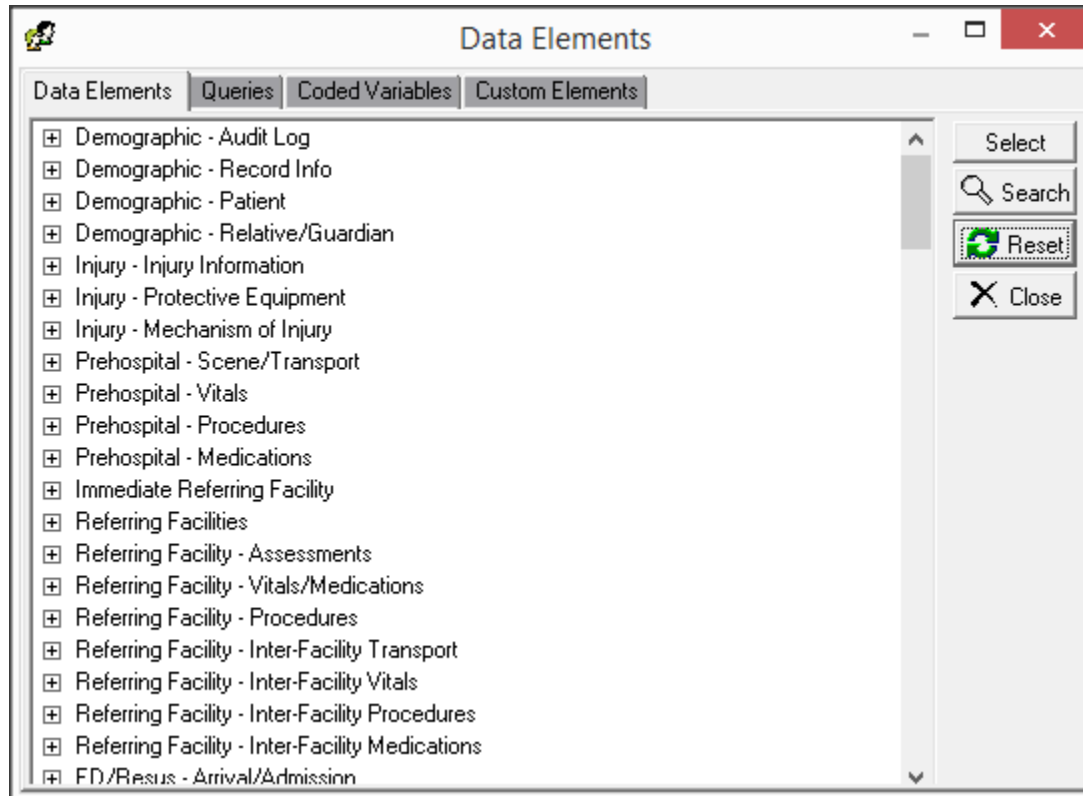 Data Elements
Data Elements Queries Coded Variables Custom Elements
Demographic - Audit Log
Demographic - Record Info
Demographic - Patient
Demographic - Relative/Guardian
Injury - Injury Information
Injury - Protective Equipment
Injury - Mechanism of Injury
Prehospital - Scene/Transport
Prehospital - Vitals
Prehospital - Procedures
Prehospital - Medications
Immediate Referring Facility
Referring Facilities
Referring Facility - Assessments
Referring Facility - Vitals/Medications
Referring Facility - Procedures
Referring Facility - Inter-Facility Transport
Referring Facility - Inter-Facility Vitals
Referring Facility - Inter-Facility Procedures
Referring Facility - Inter-Facility Medications
ED/Resus - Arrival/Admission
Select
Search
Reset
Close